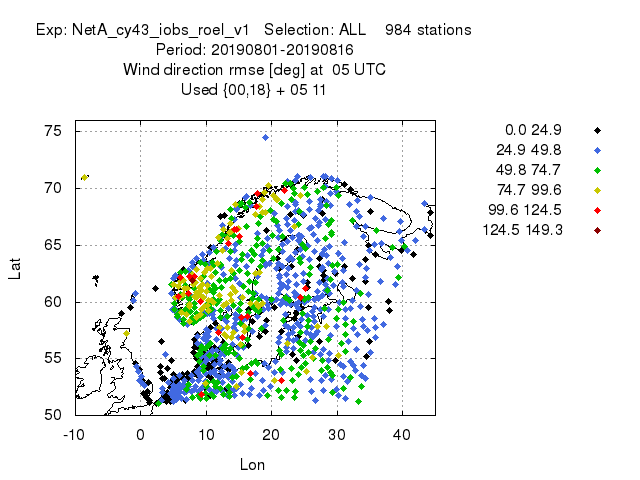 Exp: NetA_cy43_iobs_roel_v1 Selection: ALL 984 stations
Period: 20190801-20190816
Wind direction rmse [deg] at 05 UTC
Used {00,18} + 05 11
75
70
65
60
55
50
-10 0 10 20 30 40
Lat
Lon
0.0 24.9
24.9 49.8
49.8 74.7
74.7 99.6
99.6 124.5
124.5 149.3